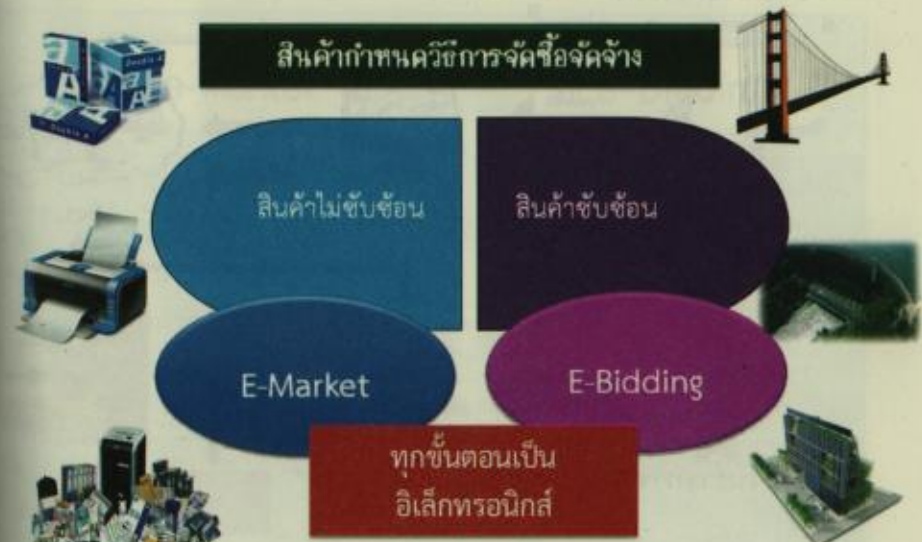 สินค้ากำหนดวิธีการจัดซื้อจัดจ้าง
Double A
A
A
สินค้าไม่ซับซ้อน
สินค้าซับซ้อน
E-Market
E-Bidding
ทุกขั้นตอนเป็น
อิเล็กทรอนิกส์